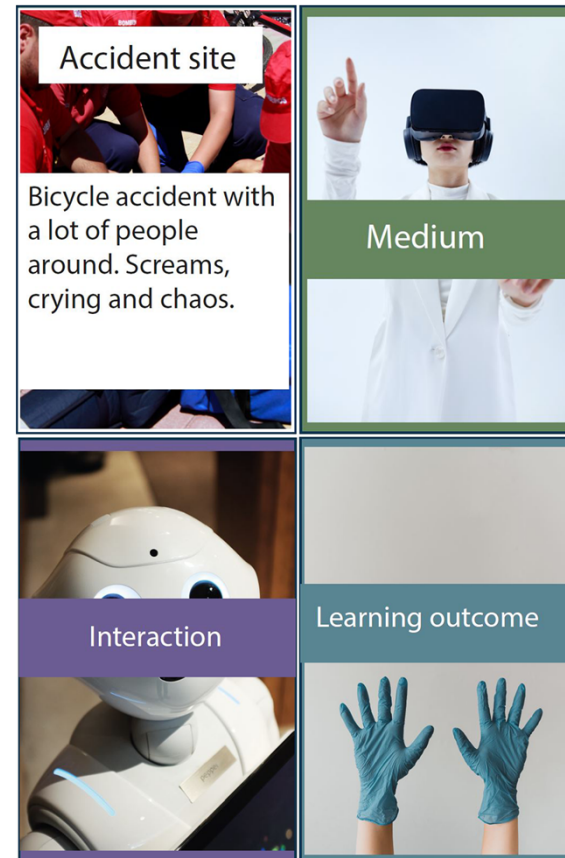 Accident site
Bicycle accident with
a lot of people
around. Screams,
crying and chaos.
Medium
Interaction
Learning outcome